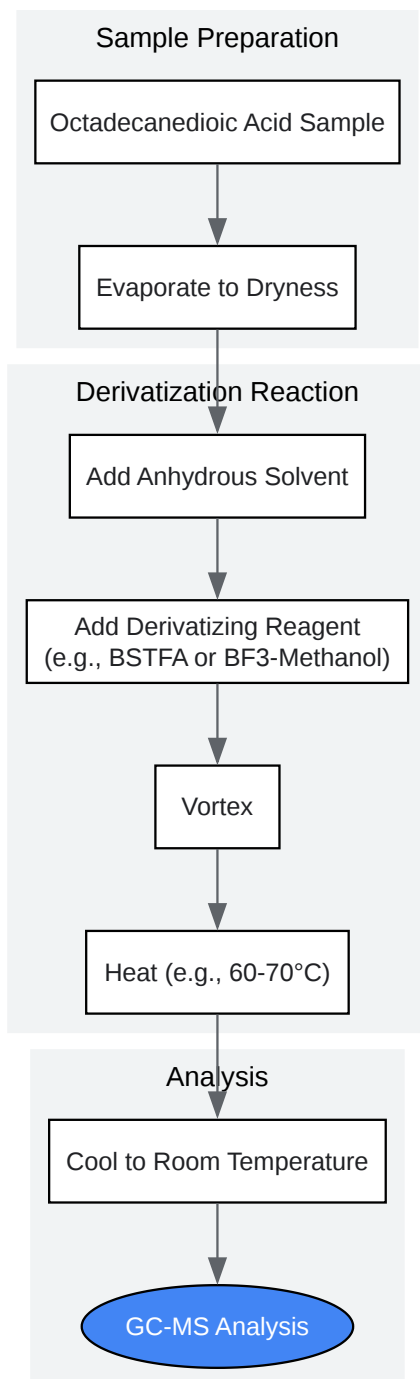 Sample Preparation
Octadecanedioic Acid Sample
Evaporate to Dryness
Derivatization Reaction
Add Anhydrous Solvent
Add Derivatizing Reagent
(e.g., BSTFA or BF3-Methanol)
Vortex
Heat (e.g., 60-70°C)
Analysis
Cool to Room Temperature
GC-MS Analysis